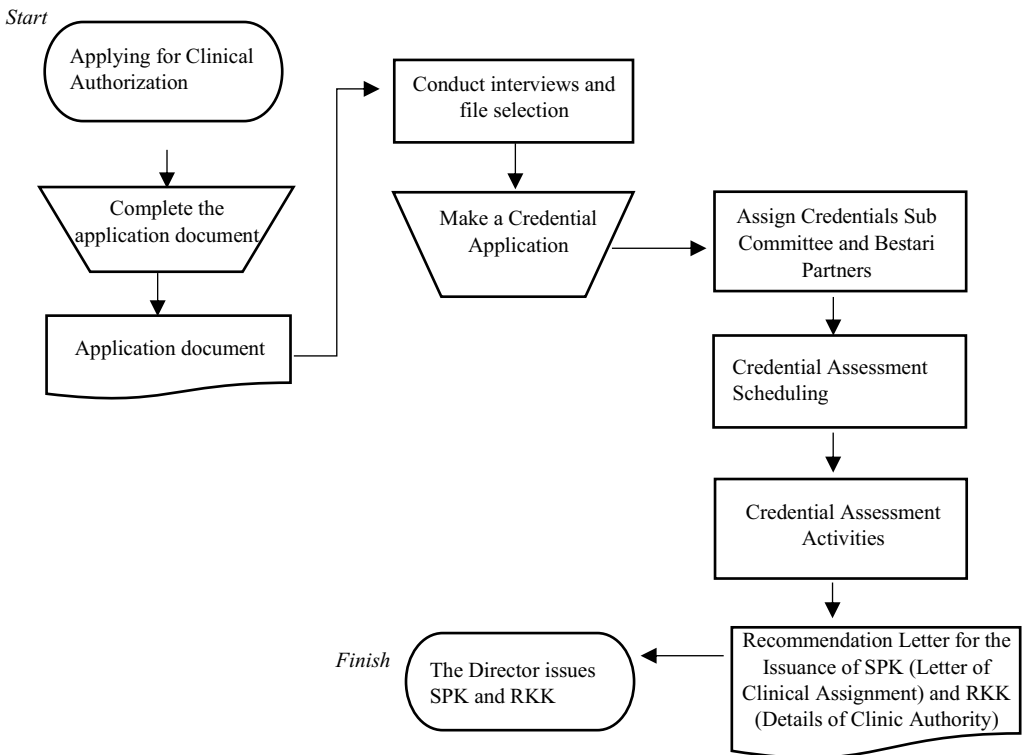 Start
Applying for Clinical
Authorization
Complete the
application document
Application document
Conduct interviews and
file selection
Make a Credential
Application
Assign Credentials Sub
Committee and Bestari
Partners
Credential Assessment
Scheduling
Credential Assessment
Activities
Recommendation Letter for the
Issuance of SPK (Letter of
Clinical Assignment) and RKK
(Details of Clinic Authority)
Finish
The Director issues
SPK and RKK